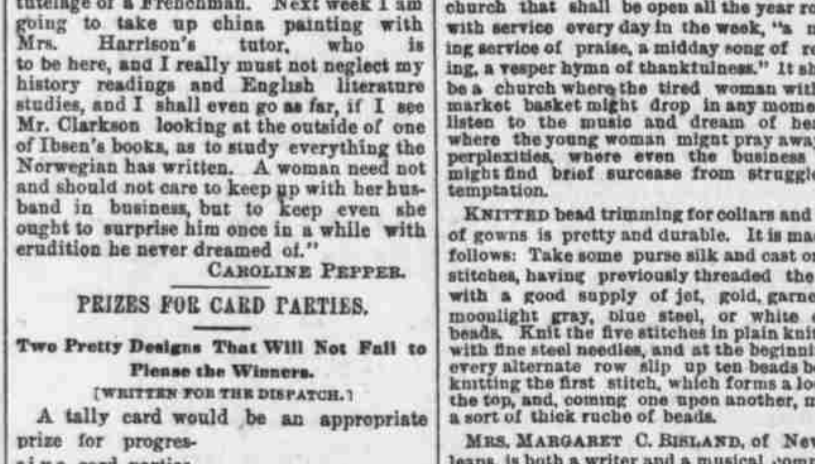 tutelage of a Frenchman. Next week I am
going to take up china painting with
Mrs. Harrison's tutor, who is
to be here, and I really must not neglect my
history readings and English literature
studies, and I shall even go as far, if I see
Mr. Clarkson looking at the outside of one
of Ibsen's books, as to study everything the
Norwegian has written. A woman need not
and should not care to keep up with her hus-
band in business, but to keep even she
ought to surprise him once in a while with
erudition he never dreamed of."
CAROLINE PEPPER.
PRIZES FOR CARD PARTIES.
Two Pretty Designs That Will Not Fail to
Please the Winners.
[WRITTEN FOR THE DISPATCH.]
A tally card would be an appropriate
prize for progres-
church that shall be open all the year
with service every day in the week, "a
ing service of praise, a midday song of
ing, a vesper hymn of thankfulness." It
be a church where the tired woman
market basket might drop in any
listen to the music and dream of
where the young woman might pray
perplexities, where even the business
might find brief surcease from
temptation.
KNITTED bead trimming for collars and
of gowns is pretty and durable. It is
follows: Take some purse silk and cast
stitches, having previously threaded the
with a good supply of jet, gold,
moonlight gray, blue steel, or white
beads. Knit the five stitches in plain
with fine steel needles, and at the
every alternate row slip up ten beads
knitting the first stitch, which forms a
the top, and, coming one upon another,
a sort of thick ruche of beads.
MRS. MARGARET C. BISLAND, of
leans, is both a writer and a musical